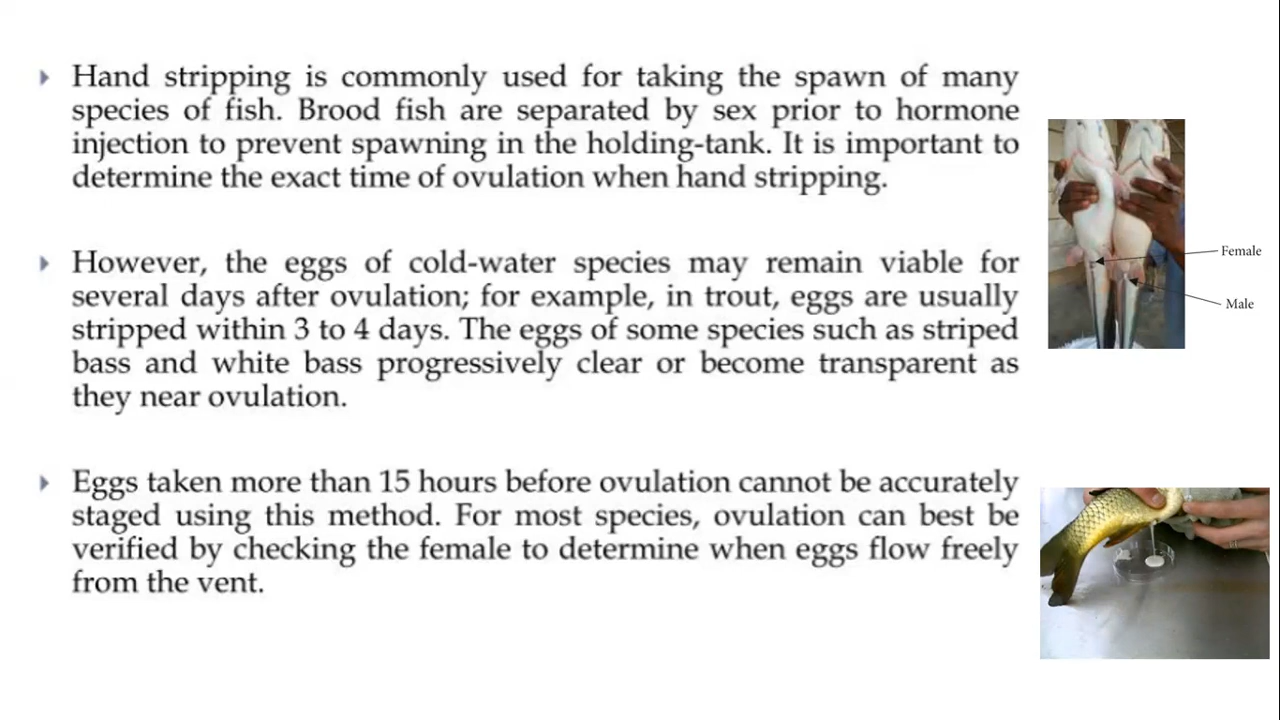 Hand stripping is commonly used for taking the spawn of many
species of fish. Brood fish are separated by sex prior to hormone
injection to prevent spawning in the holding-tank. It is important to
determine the exact time of ovulation when hand stripping.
However, the eggs of cold-water species may remain viable for
several days after ovulation; for example, in trout, eggs are usually
stripped within 3 to 4 days. The eggs of some species such as striped
bass and white bass progressively clear or become transparent as
they near ovulation.
Eggs taken more than 15 hours before ovulation cannot be accurately
staged using this method. For most species, ovulation can best be
verified by checking the female to determine when eggs flow freely
from the vent.
Female
Male